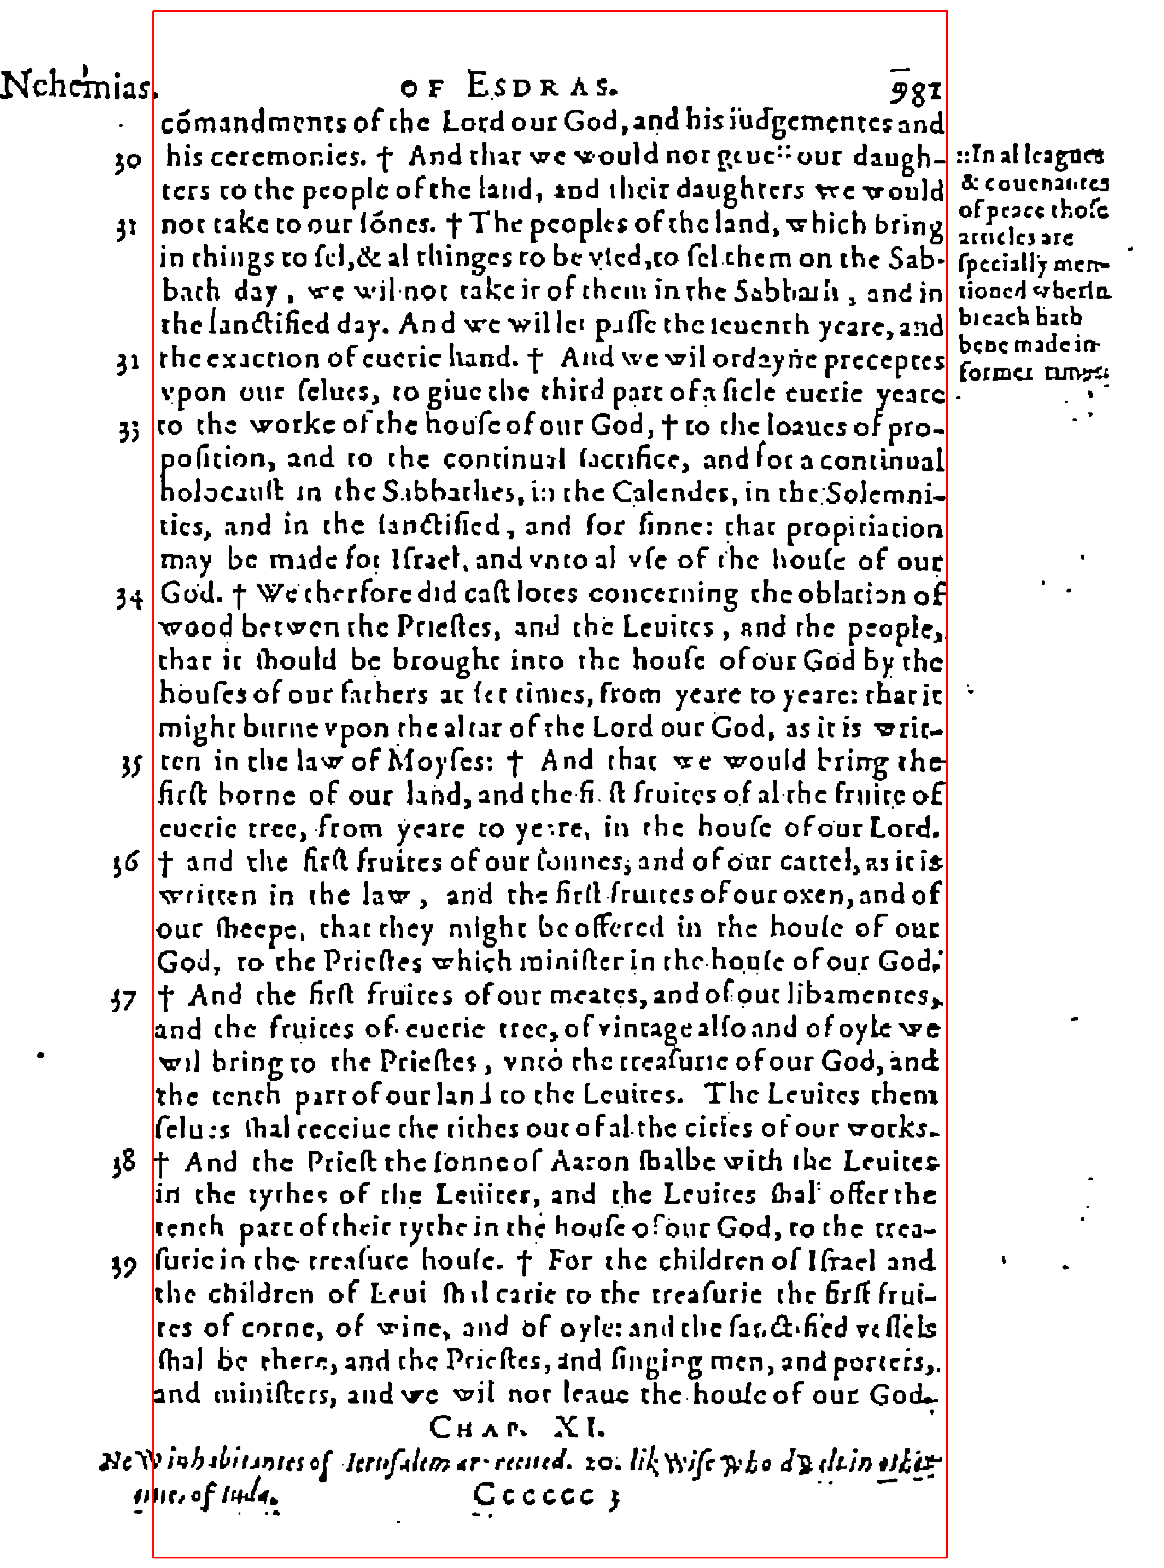 Nehemias. OF ESDRAS. 981
cõmandments of the Lord our God, and his iudgementes and
30 his ceremonies. † And that we would not geue :: our daugh-
ters to the people of the land, and their daughters we would
31 not take to our sõnes. † The peoples of the land, which bring
in things to sel, & al thinges to be vsed, to sel them on the Sab-
bath day, we wil not take it of them in the Sabbath, and in
the sanctified day. And we wil let passe the seuenth yeare, and
31 the exaction of euerie hand. † And we wil ordayne preceptes
vpon our selues, to giue the third part of a sicle euerie yeare
33 to the worke of the house of our God, † to the loaues of pro-
position, and to the continual sacrifice, and for a continual
holocaust in the Sabbathes, in the Calendes, in the Solemni-
ties, and in the sanctified, and for sinne: that propitiation
may be made for Israel, and vnto al vse of the house of our
34 God. † We therfore did cast lotes concerning the oblation of
wood betwen the Priestes, and the Leuites, and the people,
that it should be brought into the house of our God by the
houses of our fathers at set times, from yeare to yeare: that it
might burne vpon the altar of the Lord our God, as it is writ-
35 ten in the law of Moyses: † And that we would bring the
first borne of our land, and the first fruites of al the fruite of
euerie tree, from yeare to yeare, in the house of our Lord.
36 † and the first fruites of our sonnes, and of our cattel, as it is
written in the law, and the first fruites of our oxen, and of
our sheepe, that they might be offered in the house of our
God, to the Priestes which minister in the house of our God,
37 † And the first fruites of our meates, and of our libamentes,
and the fruites of euerie tree, of vintage also and of oyle we
wil bring to the Priestes, vnto the treasurie of our God, and
the tenth part of our land to the Leuites. The Leuites them
selues shal receiue the tithes out of al the cities of our workes.
38 † And the Priest the sonne of Aaron shalbe with the Leuites
in the tythes of the Leuites, and the Leuites shal offer the
tenth part of their tythe in the house of our God, to the trea-
39 surie in the treasure house. † For the children of Israel and
the children of Leui shal carie to the treasurie the first frui-
tes of corne, of wine, and of oyle: and the sanctified vessels
shal be there, and the Priestes, and singing men, and porters,
and ministers, and we wil not leaue the house of our God.
:: In al leagues
& couenantes
of peace those
articles are
specially men-
tioned wherin
breach hath
bene made in
former times
CHAP. XI.
New inhabitantes of Ierusalem are recited. 20. likwise who dwelt in other
cities of Iuda.
Cccccc 3